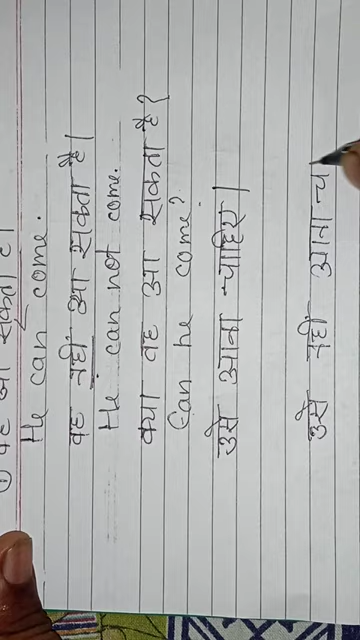 ① वह आ सकता है।
He can come.
वह नहीं आ सकता है।
He can not come.
क्या वह आ सकता है?
Can he come?
उसे आना चाहिए।
उसे नहीं आना च